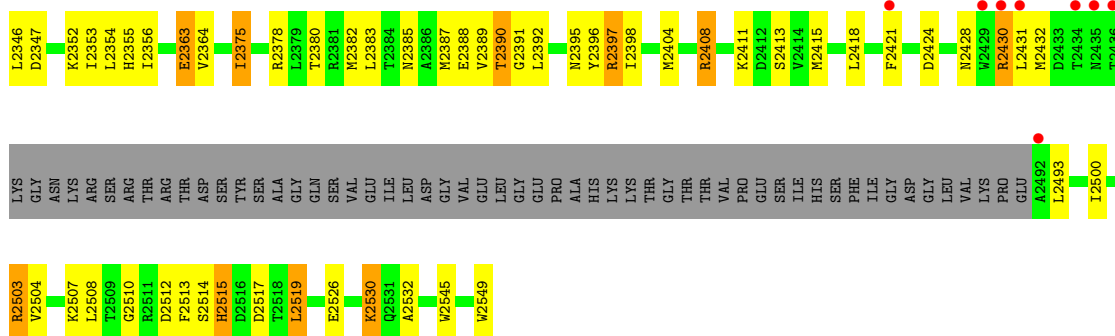 L2346 D2347 K2352 I2353 L2354 H2355 I2356 E2363 V2364 I2375 R2378 L2379 T2380 R2381 M2382 L2383 T2384 N2385 A2386 M2387 E2388 V2389 T2390 G2391 L2392 N2395 Y2396 R2397 I2398 M2404 R2408 K2411 D2412 S2413 V2414 M2415 L2418 F2421 D2424 N2428 W2429 R2430 L2431 M2432 D2433 T2434 N2435
LYS GLY ASN LYS ARG SER ARG THR ARG THR ASP SER TYR SER ALA GLY GLN SER VAL GLU ILE LEU ASP GLY VAL GLU LEU GLY GLU PRO ALA HIS LYS LYS THR GLY THR THR VAL PRO GLU SER ILE HIS SER PHE ILE GLY ASP GLY LEU VAL LYS PRO GLU A2492 L2493 I2500
R2503 V2504 K2507 L2508 T2509 G2510 R2511 D2512 F2513 S2514 H2515 D2516 D2517 T2518 L2519 E2526 K2530 Q2531 A2532 W2545 W2549